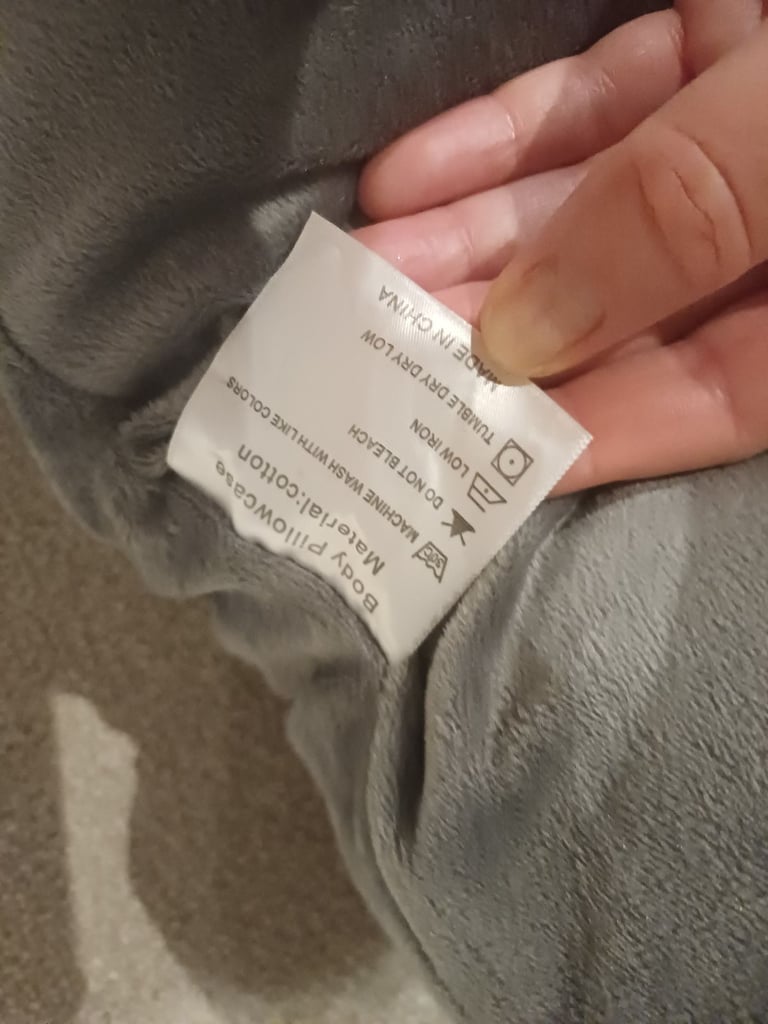 Body pillowcase
Material:cotton
30℃ MACHINE WASH WITH LIKE COLORS
DO NOT BLEACH
LOW IRON
TUMBLE DRY DRY LOW
MADE IN CHINA